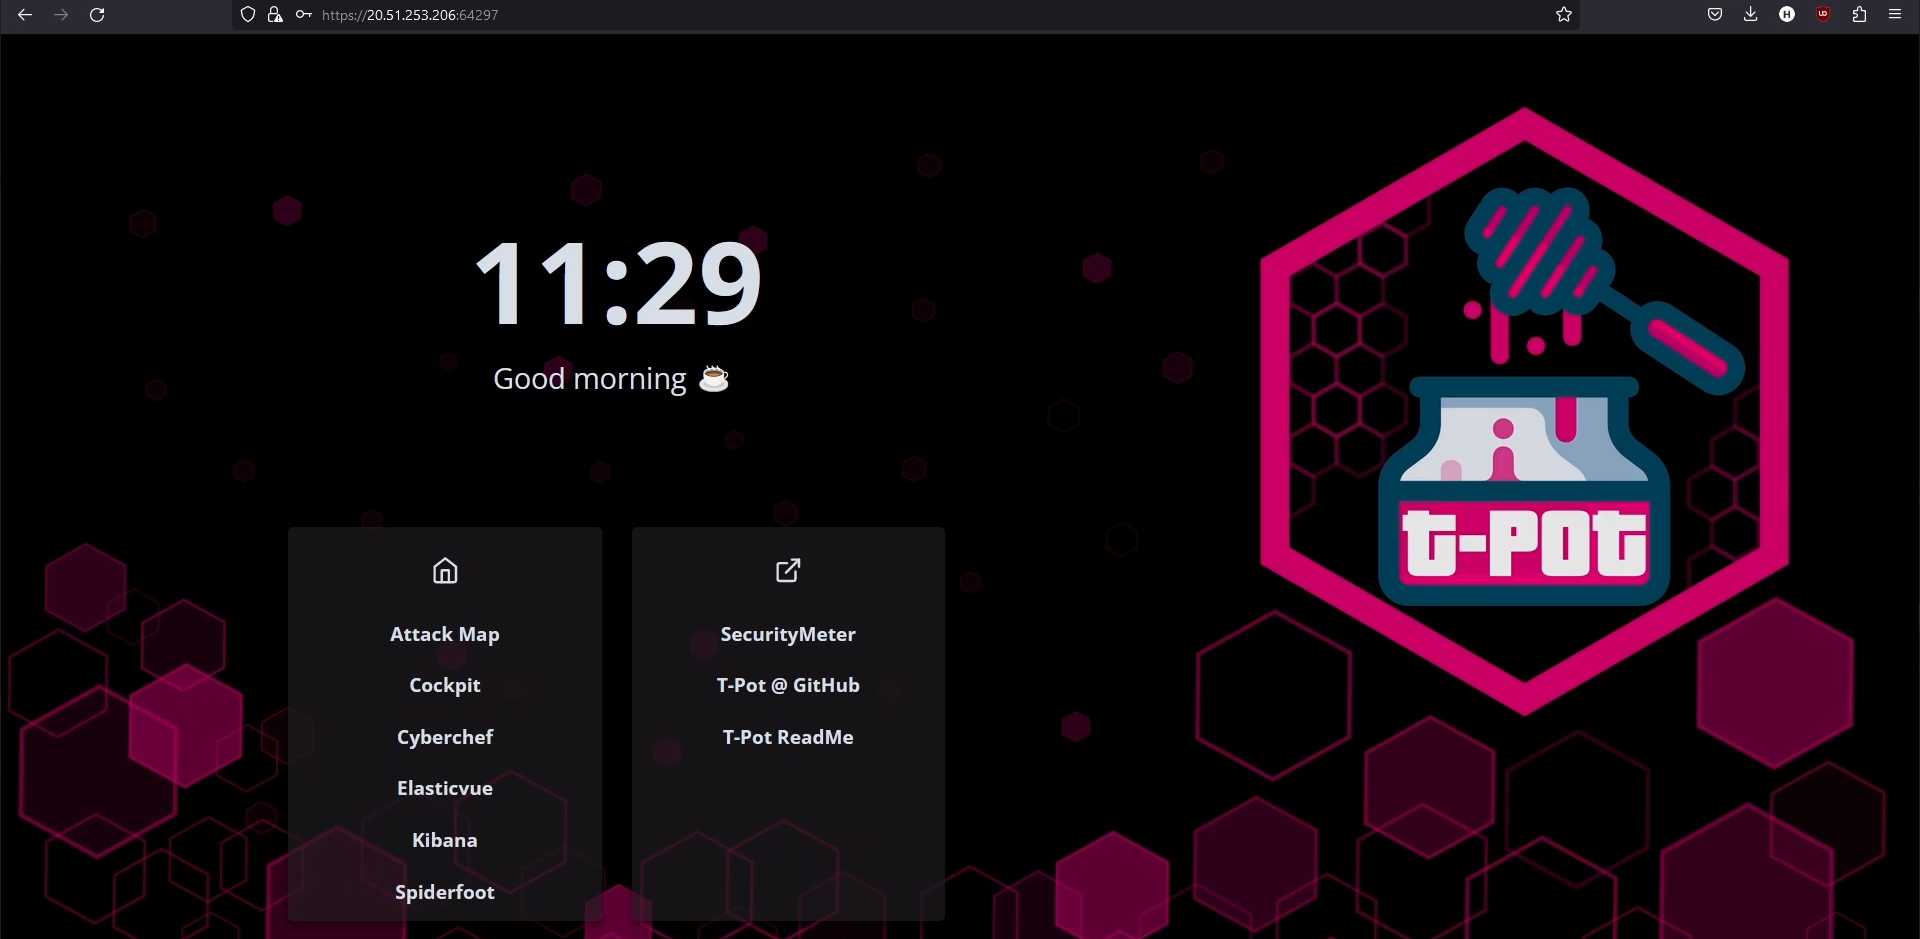 https://20.51.253.206:64297
11:29
Good morning
Attack Map
Cockpit
Cyberchef
Elasticvue
Kibana
Spiderfoot
SecurityMeter
T-Pot @ GitHub
T-Pot ReadMe
t-pot
H
UD